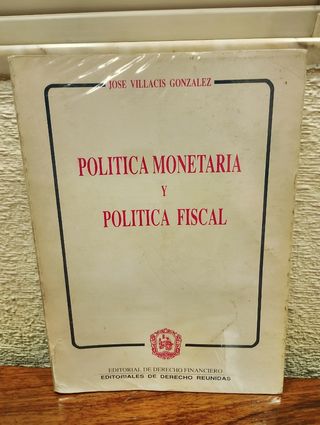 JOSE VILLACIS GONZALEZ
POLITICA MONETARIA
Y
POLITICA FISCAL
EDITORIAL DE DERECHO FINANCIERO
EDITORIALES DE DERECHO REUNIDAS